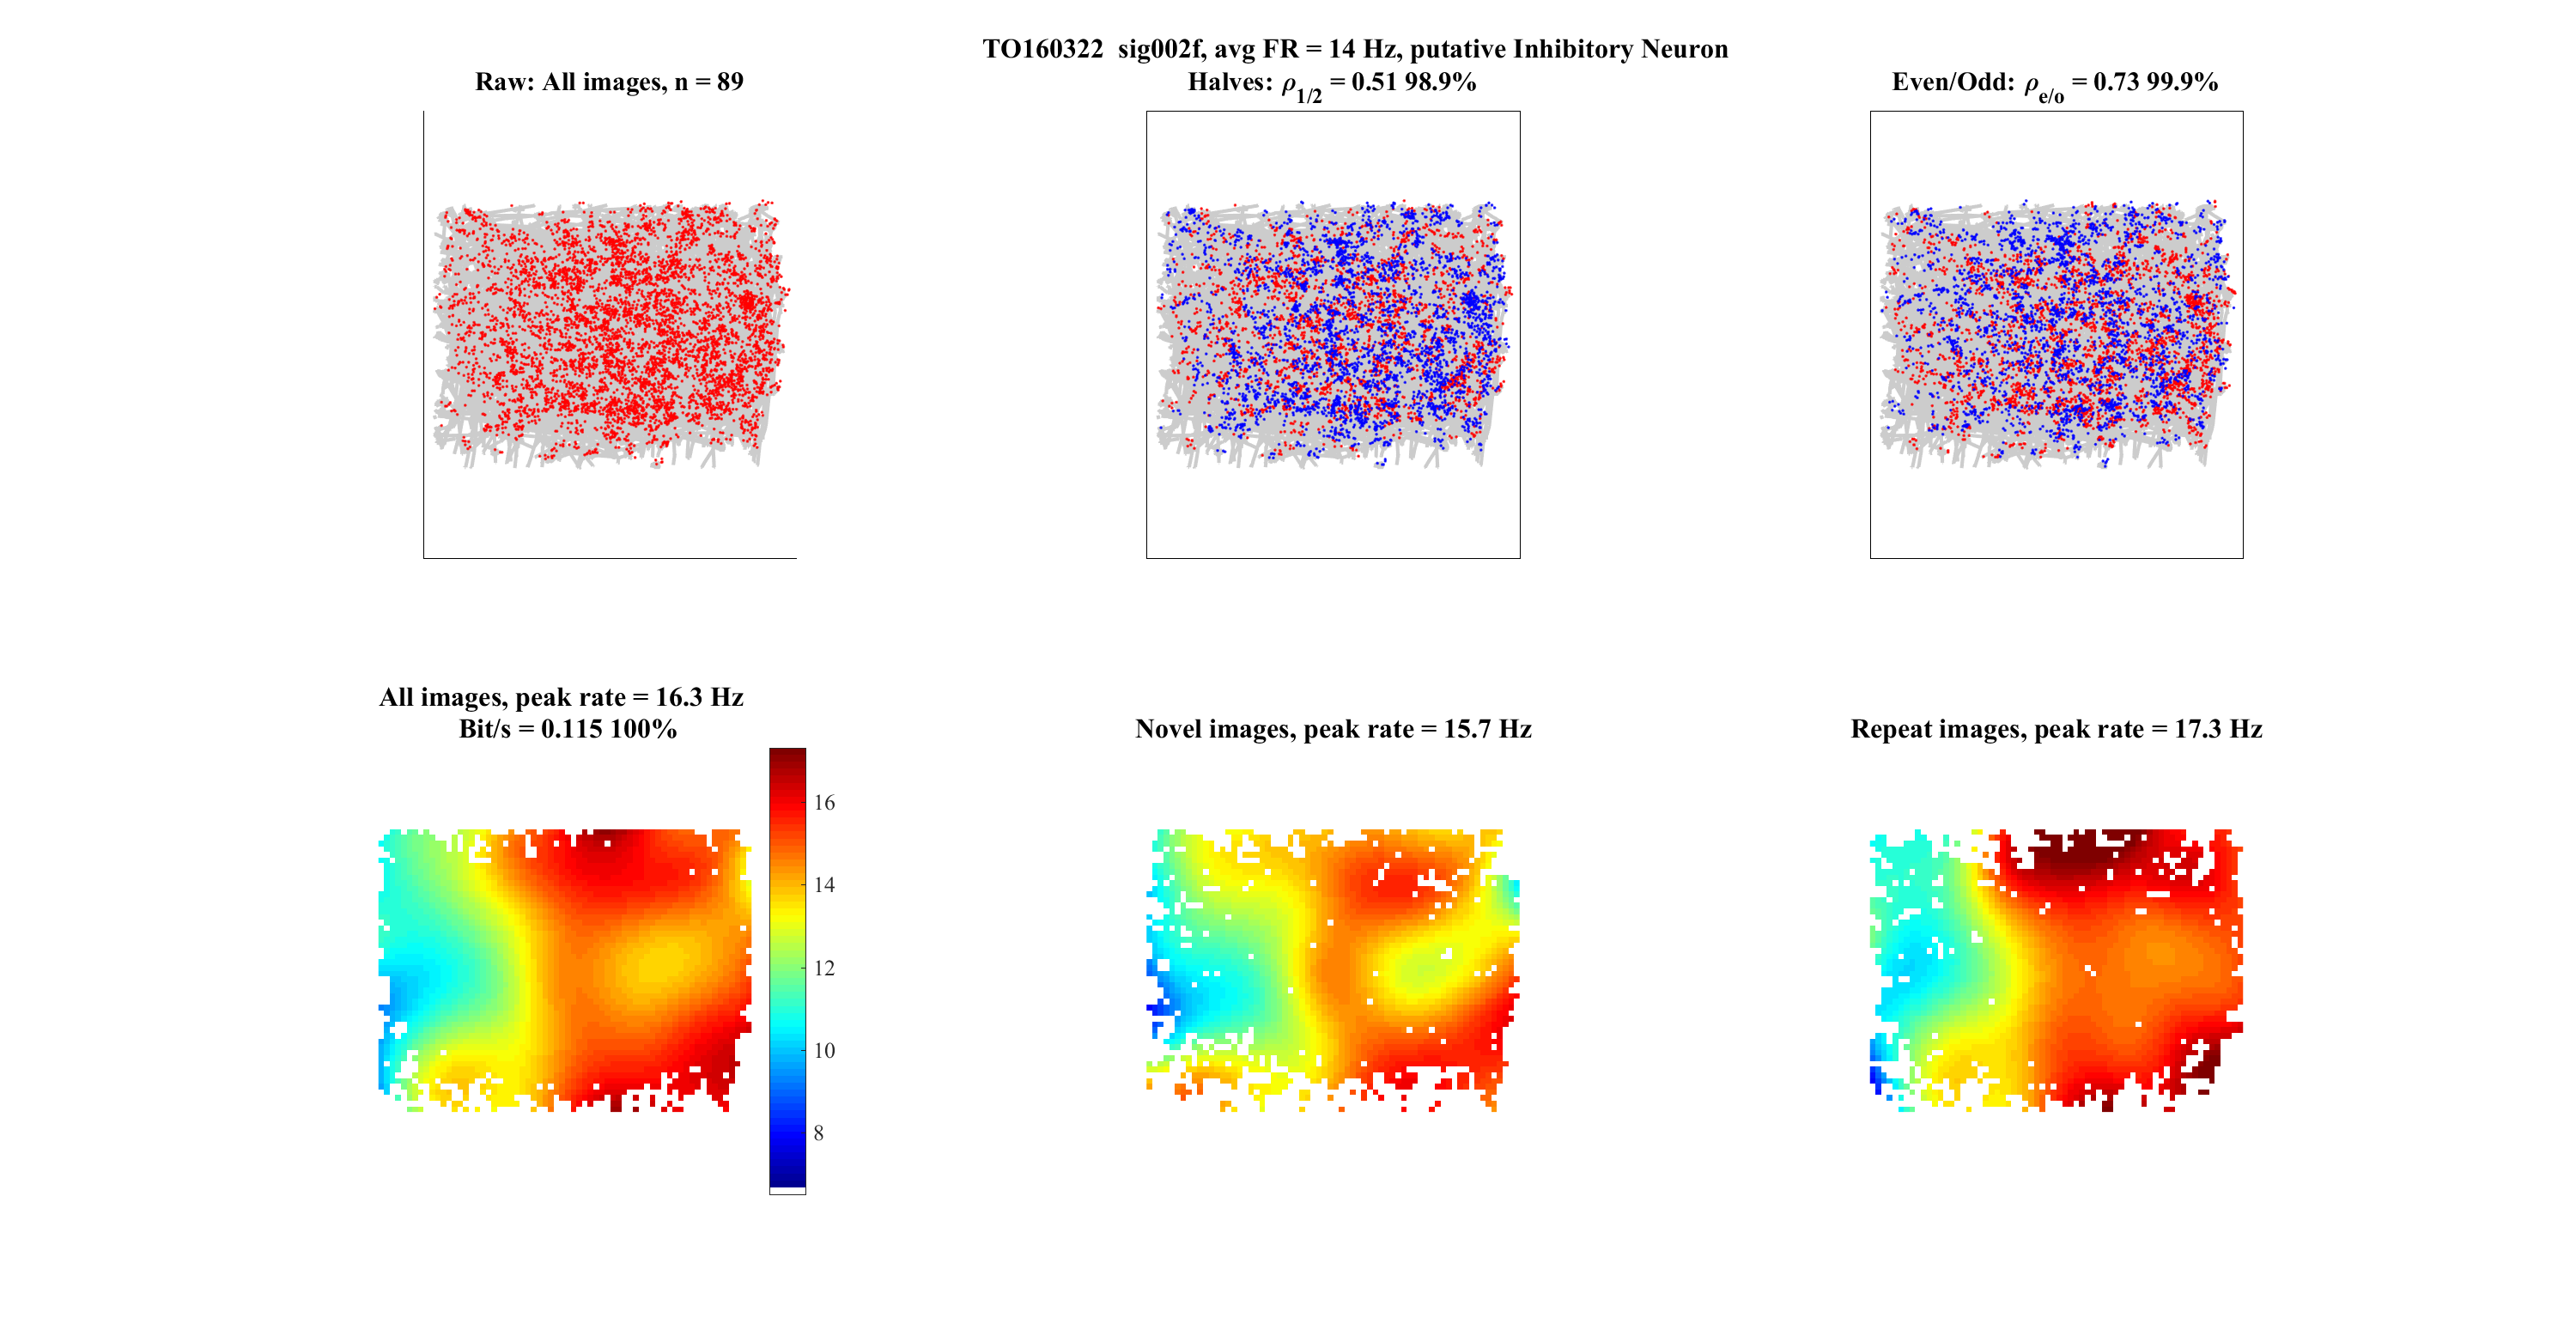 TO160322 sig002f, avg FR = 14 Hz, putative Inhibitory Neuron
Raw: All images, n = 89
Halves: ρ1/2 = 0.51 98.9%
Even/Odd: ρe/o = 0.73 99.9%
All images, peak rate = 16.3 Hz
Bit/s = 0.115 100%
Novel images, peak rate = 15.7 Hz
Repeat images, peak rate = 17.3 Hz
16
14
12
10
8